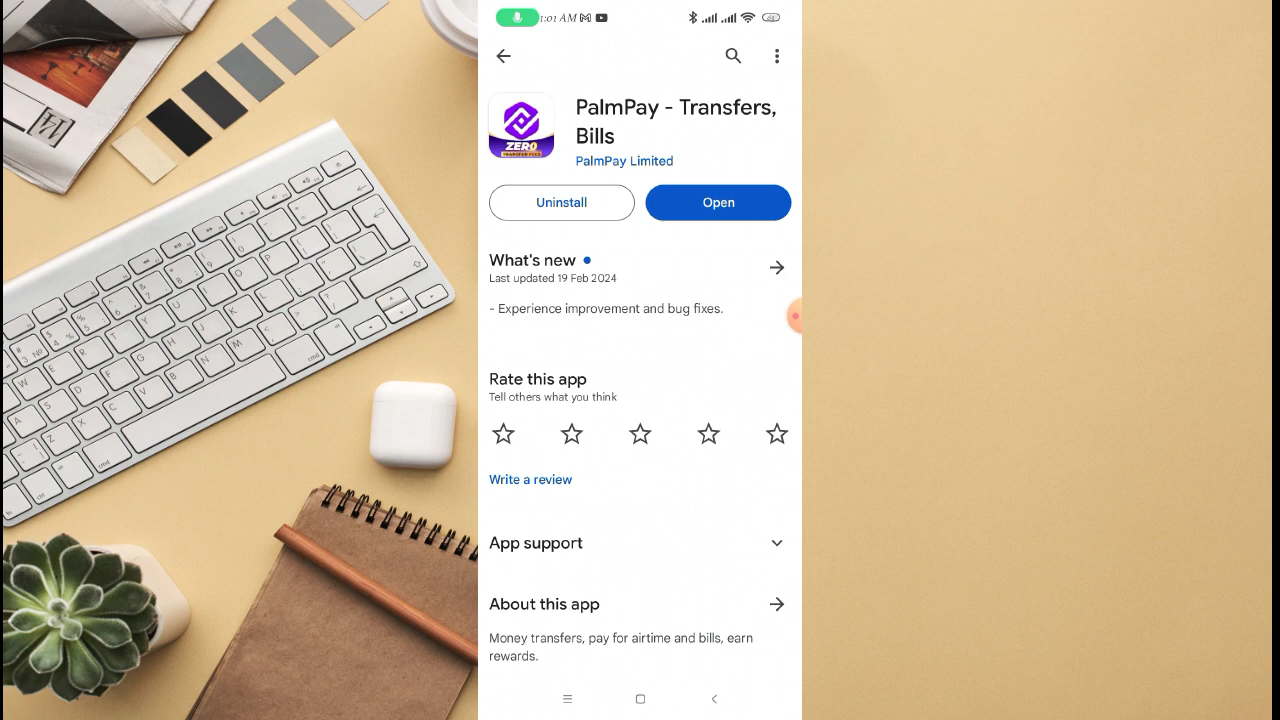 1:01 AM
PalmPay - Transfers,
Bills
ZERO
TRANSFER FEES
PalmPay Limited
Uninstall
Open
What's new
Last updated 19 Feb 2024
- Experience improvement and bug fixes.
Rate this app
Tell others what you think
Write a review
App support
About this app
Money transfers, pay for airtime and bills, earn
rewards.